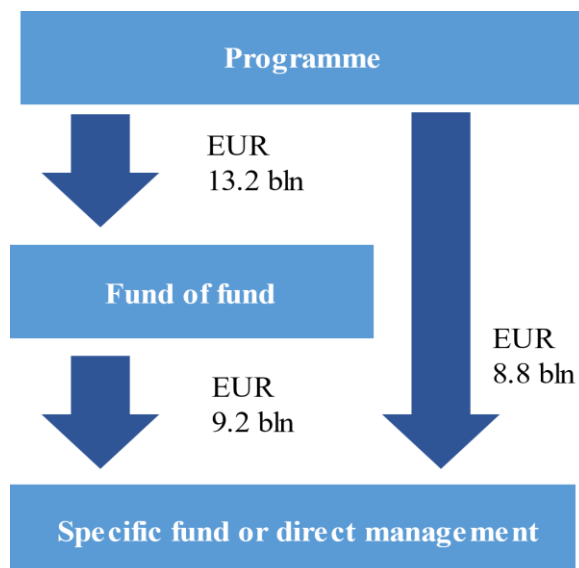 Programme
EUR
13.2 bln
Fund of fund
EUR
9.2 bln
EUR
8.8 bln
Specific fund or direct management